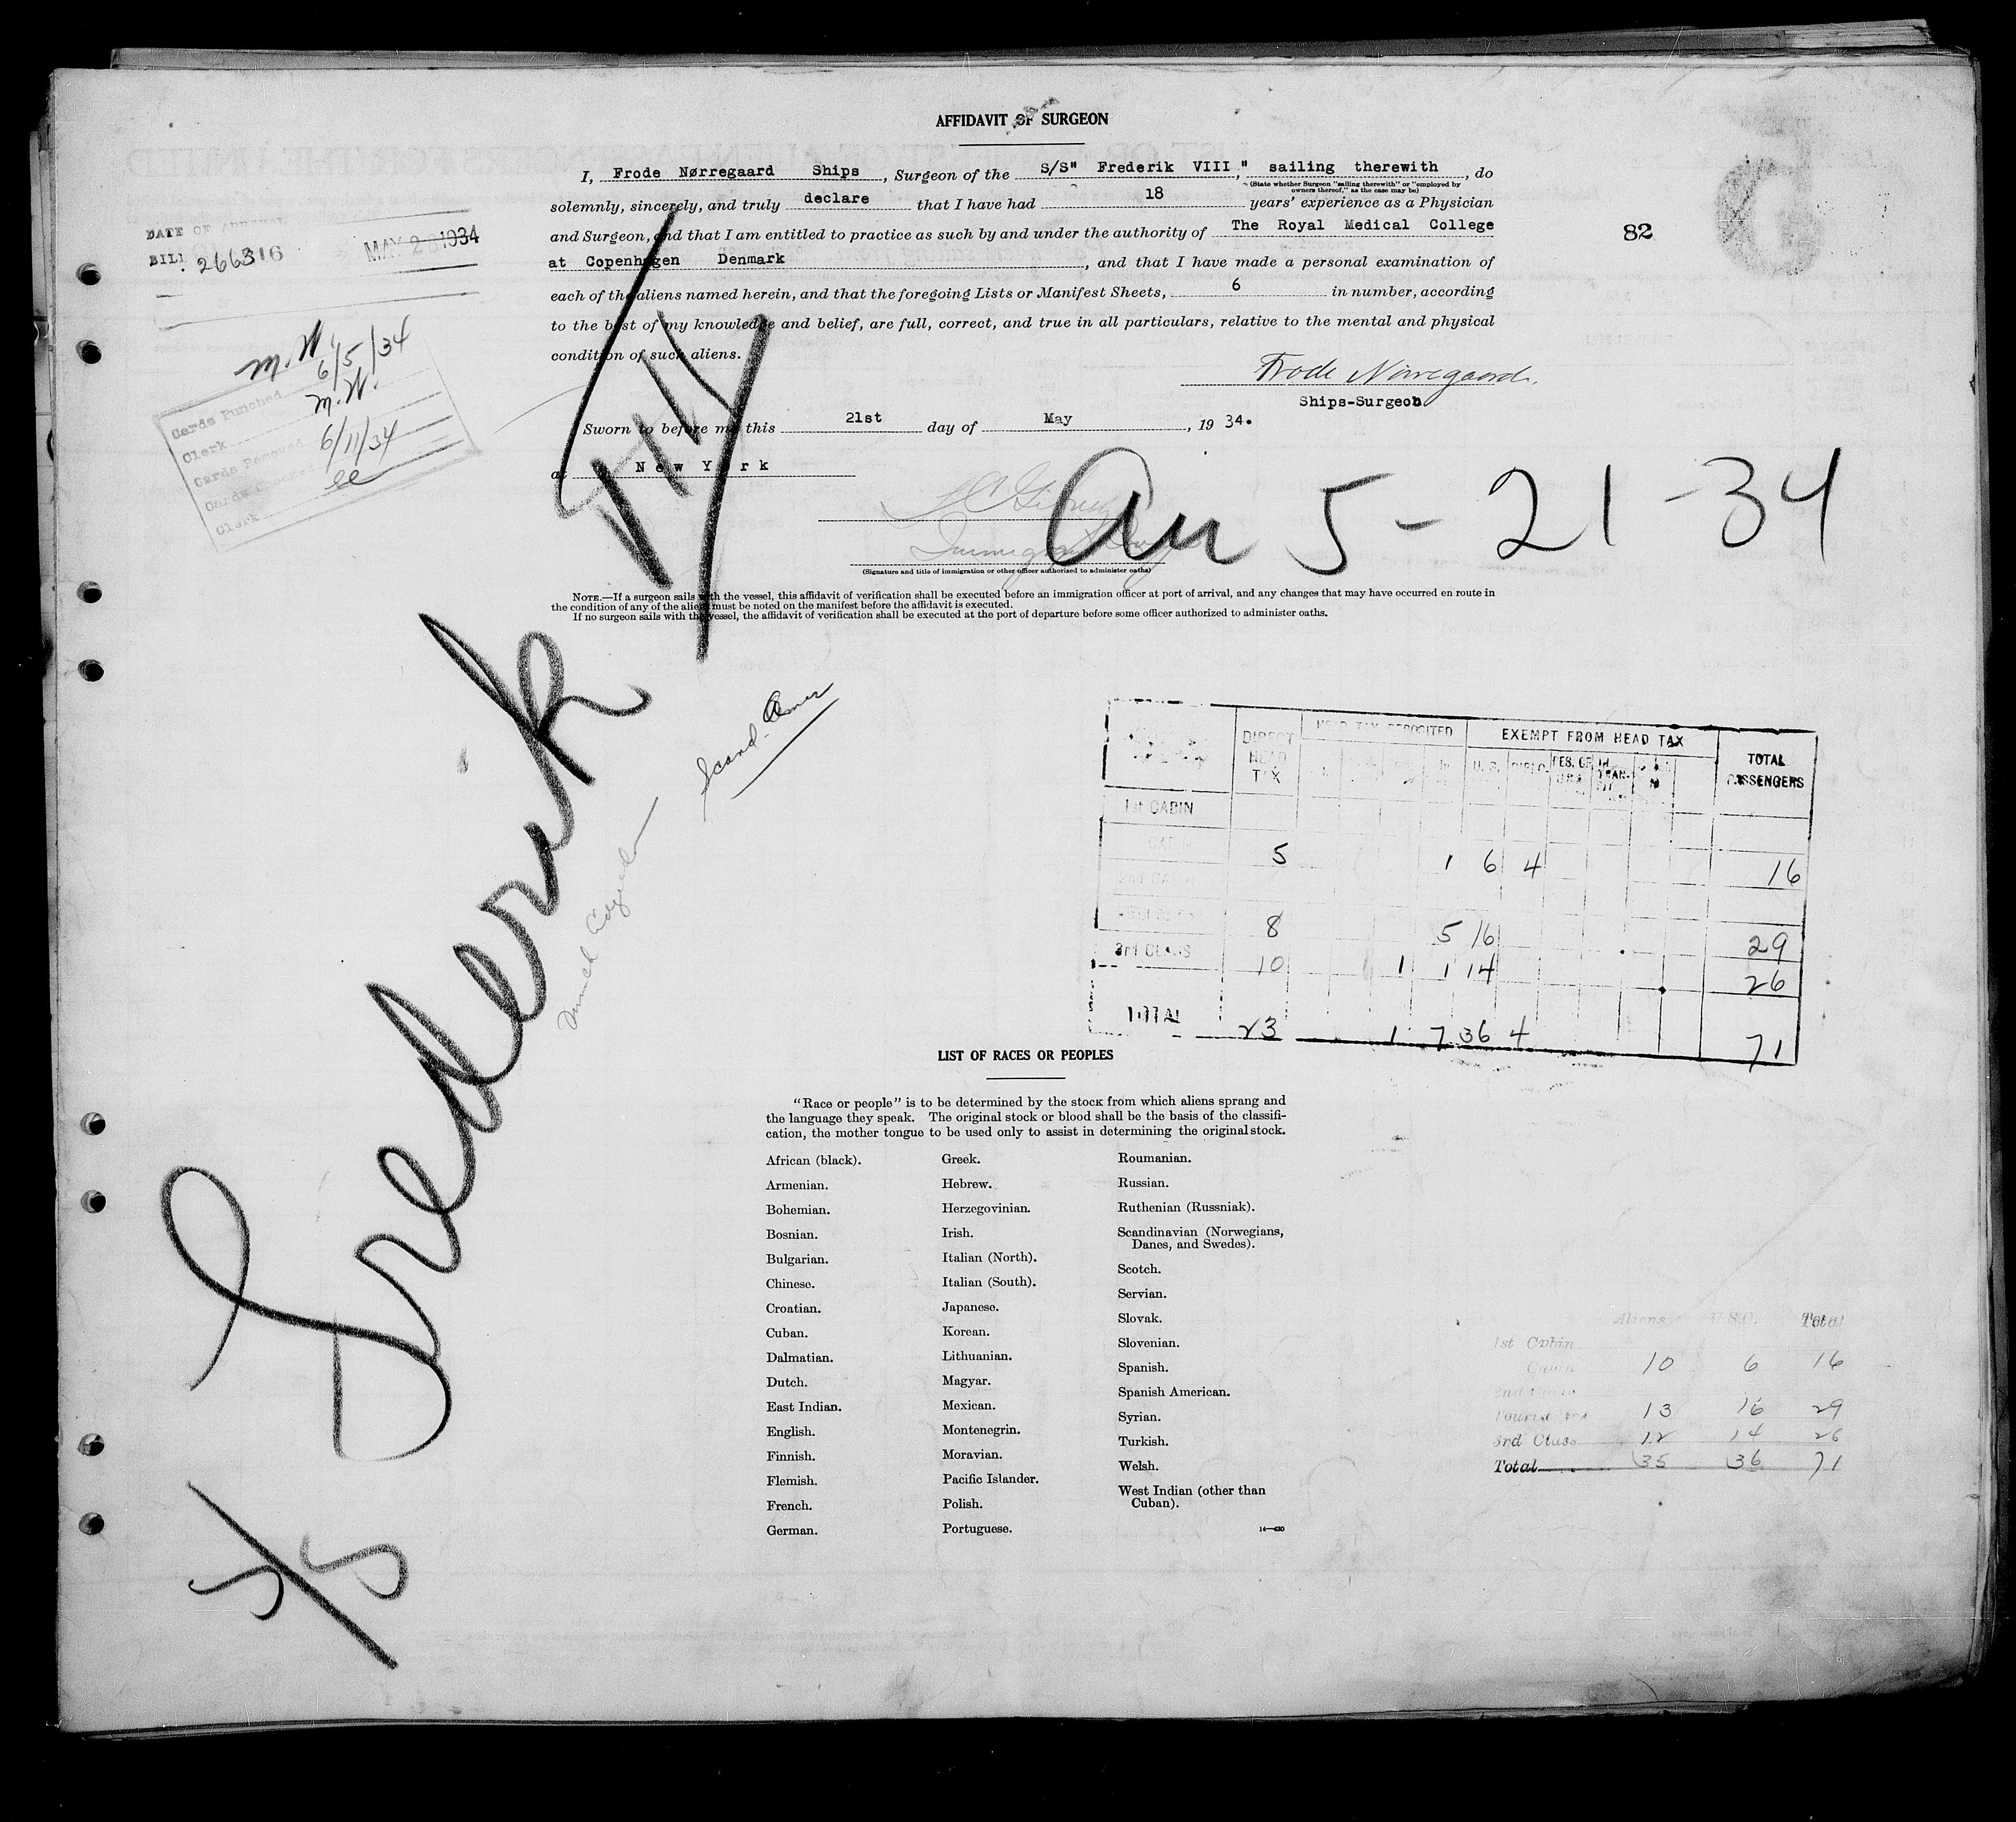 AFFIDAVIT OF SURGEON
I, Frode Nørregaard Ships, Surgeon of the S/S" Frederik VIII," sailing therewith, do
(State whether Surgeon "sailing therewith" or "employed by owners thereof," as the case may be)
solemnly, sincerely, and truly declare that I have had 18 years' experience as a Physician
and Surgeon, and that I am entitled to practice as such by and under the authority of The Royal Medical College
at Copenhagen Denmark, and that I have made a personal examination of
each of the aliens named herein, and that the foregoing Lists or Manifest Sheets, 6 in number, according
to the best of my knowledge and belief, are full, correct, and true in all particulars, relative to the mental and physical
condition of such aliens.
Frode Nörregaard.
Ships-Surgeon
Sworn to before me this 21st day of May, 1934.
at New York
(Signature and title of immigration or other officer authorized to administer oaths)
NOTE.—If a surgeon sails with the vessel, this affidavit of verification shall be executed before an immigration officer at port of arrival, and any changes that may have occurred en route in
the condition of any of the aliens must be noted on the manifest before the affidavit is executed.
If no surgeon sails with the vessel, the affidavit of verification shall be executed at the port of departure before some officer authorized to administer oaths.
82
DATE OF ARRIVAL
BILL 266316 MAY 2 1934
M.W.
Cards Punched 6/5/34
Clerk M.W.
Cards Removed 6/11/34
Cards Checked
Clerk
Arr 5-21-34
S/S Frederik VIII
Scand. Amer
DIRECT HEAD TAX
HEAD TAX DEPOSITED
EXEMPT FROM HEAD TAX
TOTAL PASSENGERS
U.S. DIPLO.
1st CABIN
5 1 6 4 16
8 5 16 29
3rd CLASS 10 1 1 14 26
TOTAL 23 1 7 36 4 71
LIST OF RACES OR PEOPLES
"Race or people" is to be determined by the stock from which aliens sprang and
the language they speak. The original stock or blood shall be the basis of the classifi-
cation, the mother tongue to be used only to assist in determining the original stock.
African (black).
Armenian.
Bohemian.
Bosnian.
Bulgarian.
Chinese.
Croatian.
Cuban.
Dalmatian.
Dutch.
East Indian.
English.
Finnish.
Flemish.
French.
German.
Greek.
Hebrew.
Herzegovinian.
Irish.
Italian (North).
Italian (South).
Japanese.
Korean.
Lithuanian.
Magyar.
Mexican.
Montenegrin.
Moravian.
Pacific Islander.
Polish.
Portuguese.
Roumanian.
Russian.
Ruthenian (Russniak).
Scandinavian (Norwegians,
Danes, and Swedes).
Scotch.
Servian.
Slovak.
Slovenian.
Spanish.
Spanish American.
Syrian.
Turkish.
Welsh.
West Indian (other than
Cuban).
14—430
Aliens U.S.C. Total
1st Cabin
Cabin 10 6 16
2nd
Tourist 13 16 29
3rd Class 12 14 26
Total 35 36 71